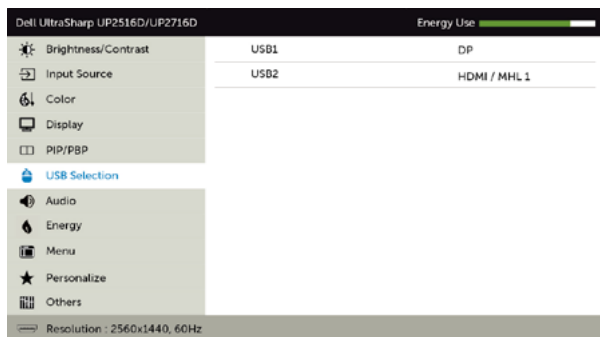 Dell UltraSharp UP2516D/UP2716D Energy Use
Brightness/Contrast USB1 DP
Input Source USB2 HDMI / MHL 1
Color
Display
PIP/PBP
USB Selection
Audio
Energy
Menu
Personalize
Others
Resolution : 2560x1440, 60Hz